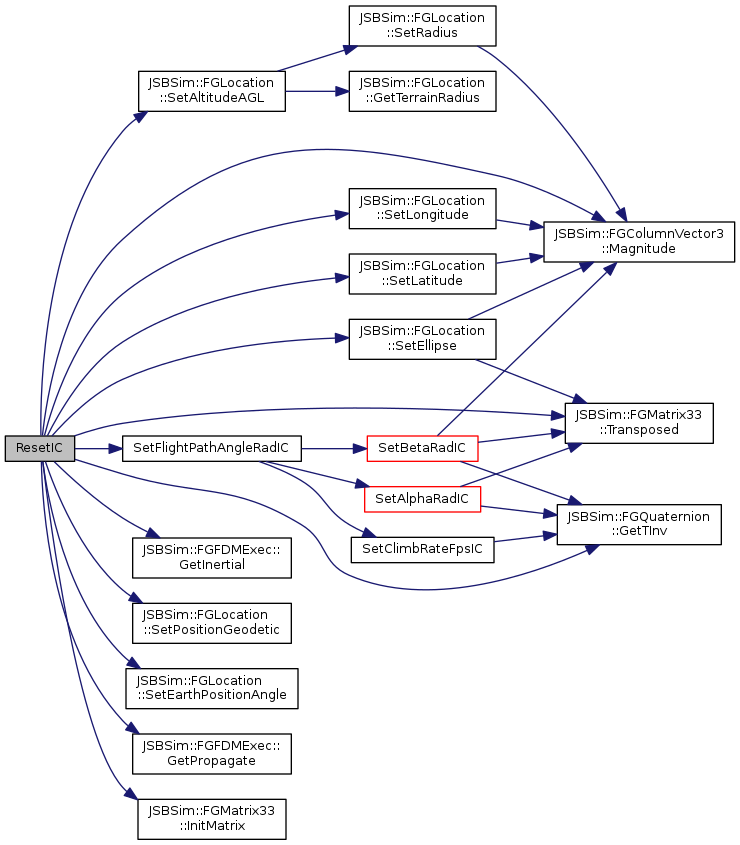 JSBSim::FGLocation
::SetRadius
JSBSim::FGLocation
::SetAltitudeAGL
JSBSim::FGLocation
::GetTerrainRadius
JSBSim::FGLocation
::SetLongitude
JSBSim::FGColumnVector3
::Magnitude
JSBSim::FGLocation
::SetLatitude
JSBSim::FGLocation
::SetEllipse
JSBSim::FGMatrix33
::Transposed
ResetIC
SetFlightPathAngleRadIC
SetBetaRadIC
SetAlphaRadIC
JSBSim::FGQuaternion
::GetTInv
SetClimbRateFpsIC
JSBSim::FGFDMExec::
GetInertial
JSBSim::FGLocation
::SetPositionGeodetic
JSBSim::FGLocation
::SetEarthPositionAngle
JSBSim::FGFDMExec::
GetPropagate
JSBSim::FGMatrix33
::InitMatrix